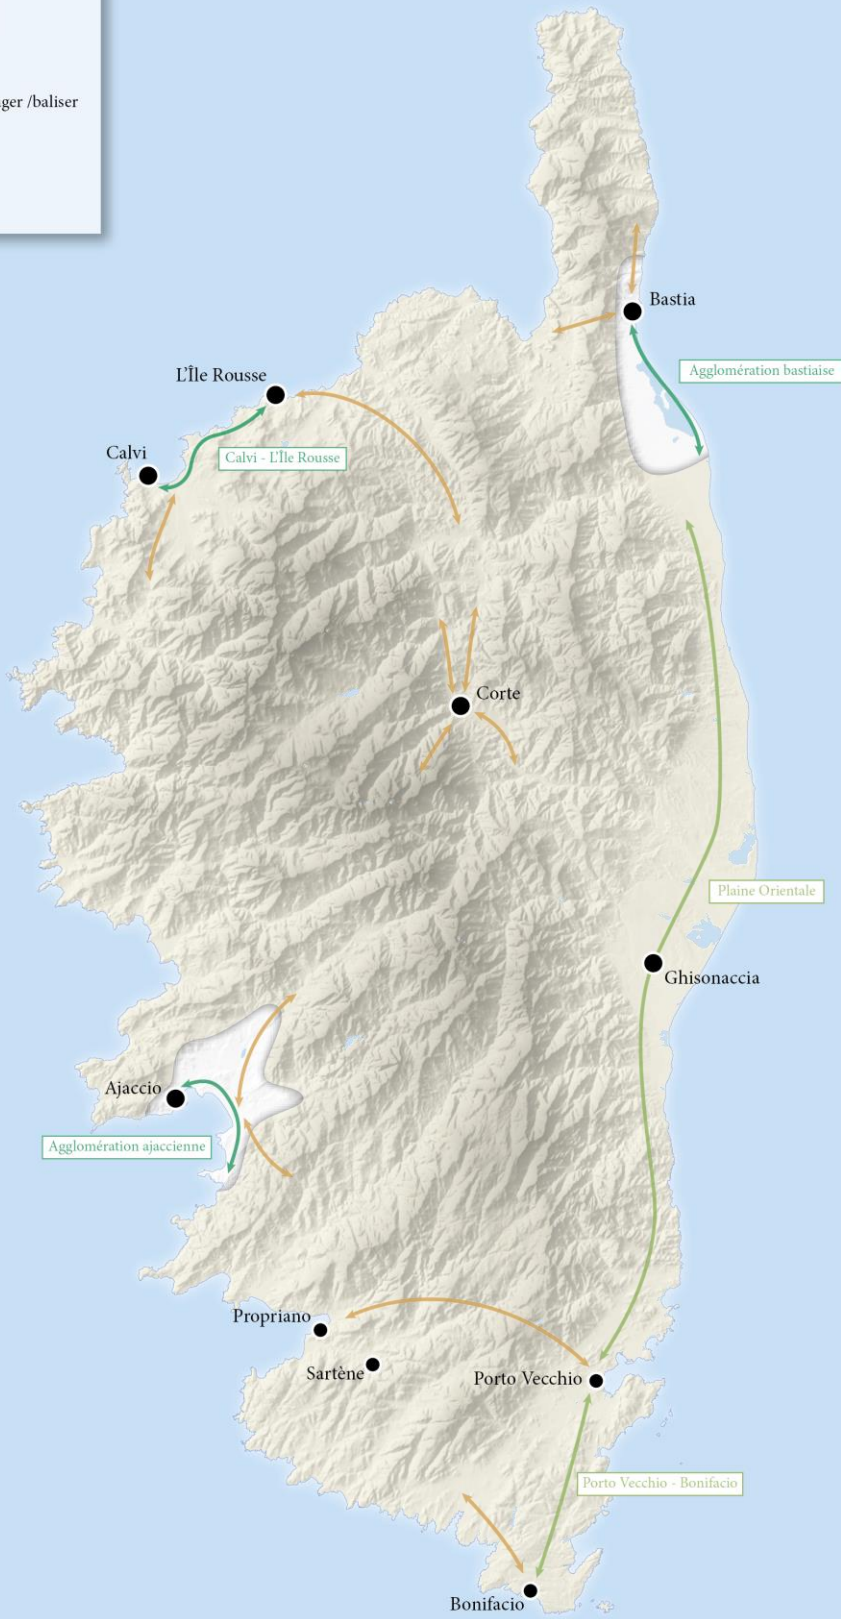 /baliser
Bastia
Agglomération bastiaise
L'Île Rousse
Calvi - L'Île Rousse
Calvi
Corte
Plaine Orientale
Ghisonaccia
Ajaccio
Agglomération ajaccienne
Propriano
Sartène
Porto Vecchio
Porto Vecchio - Bonifacio
Bonifacio